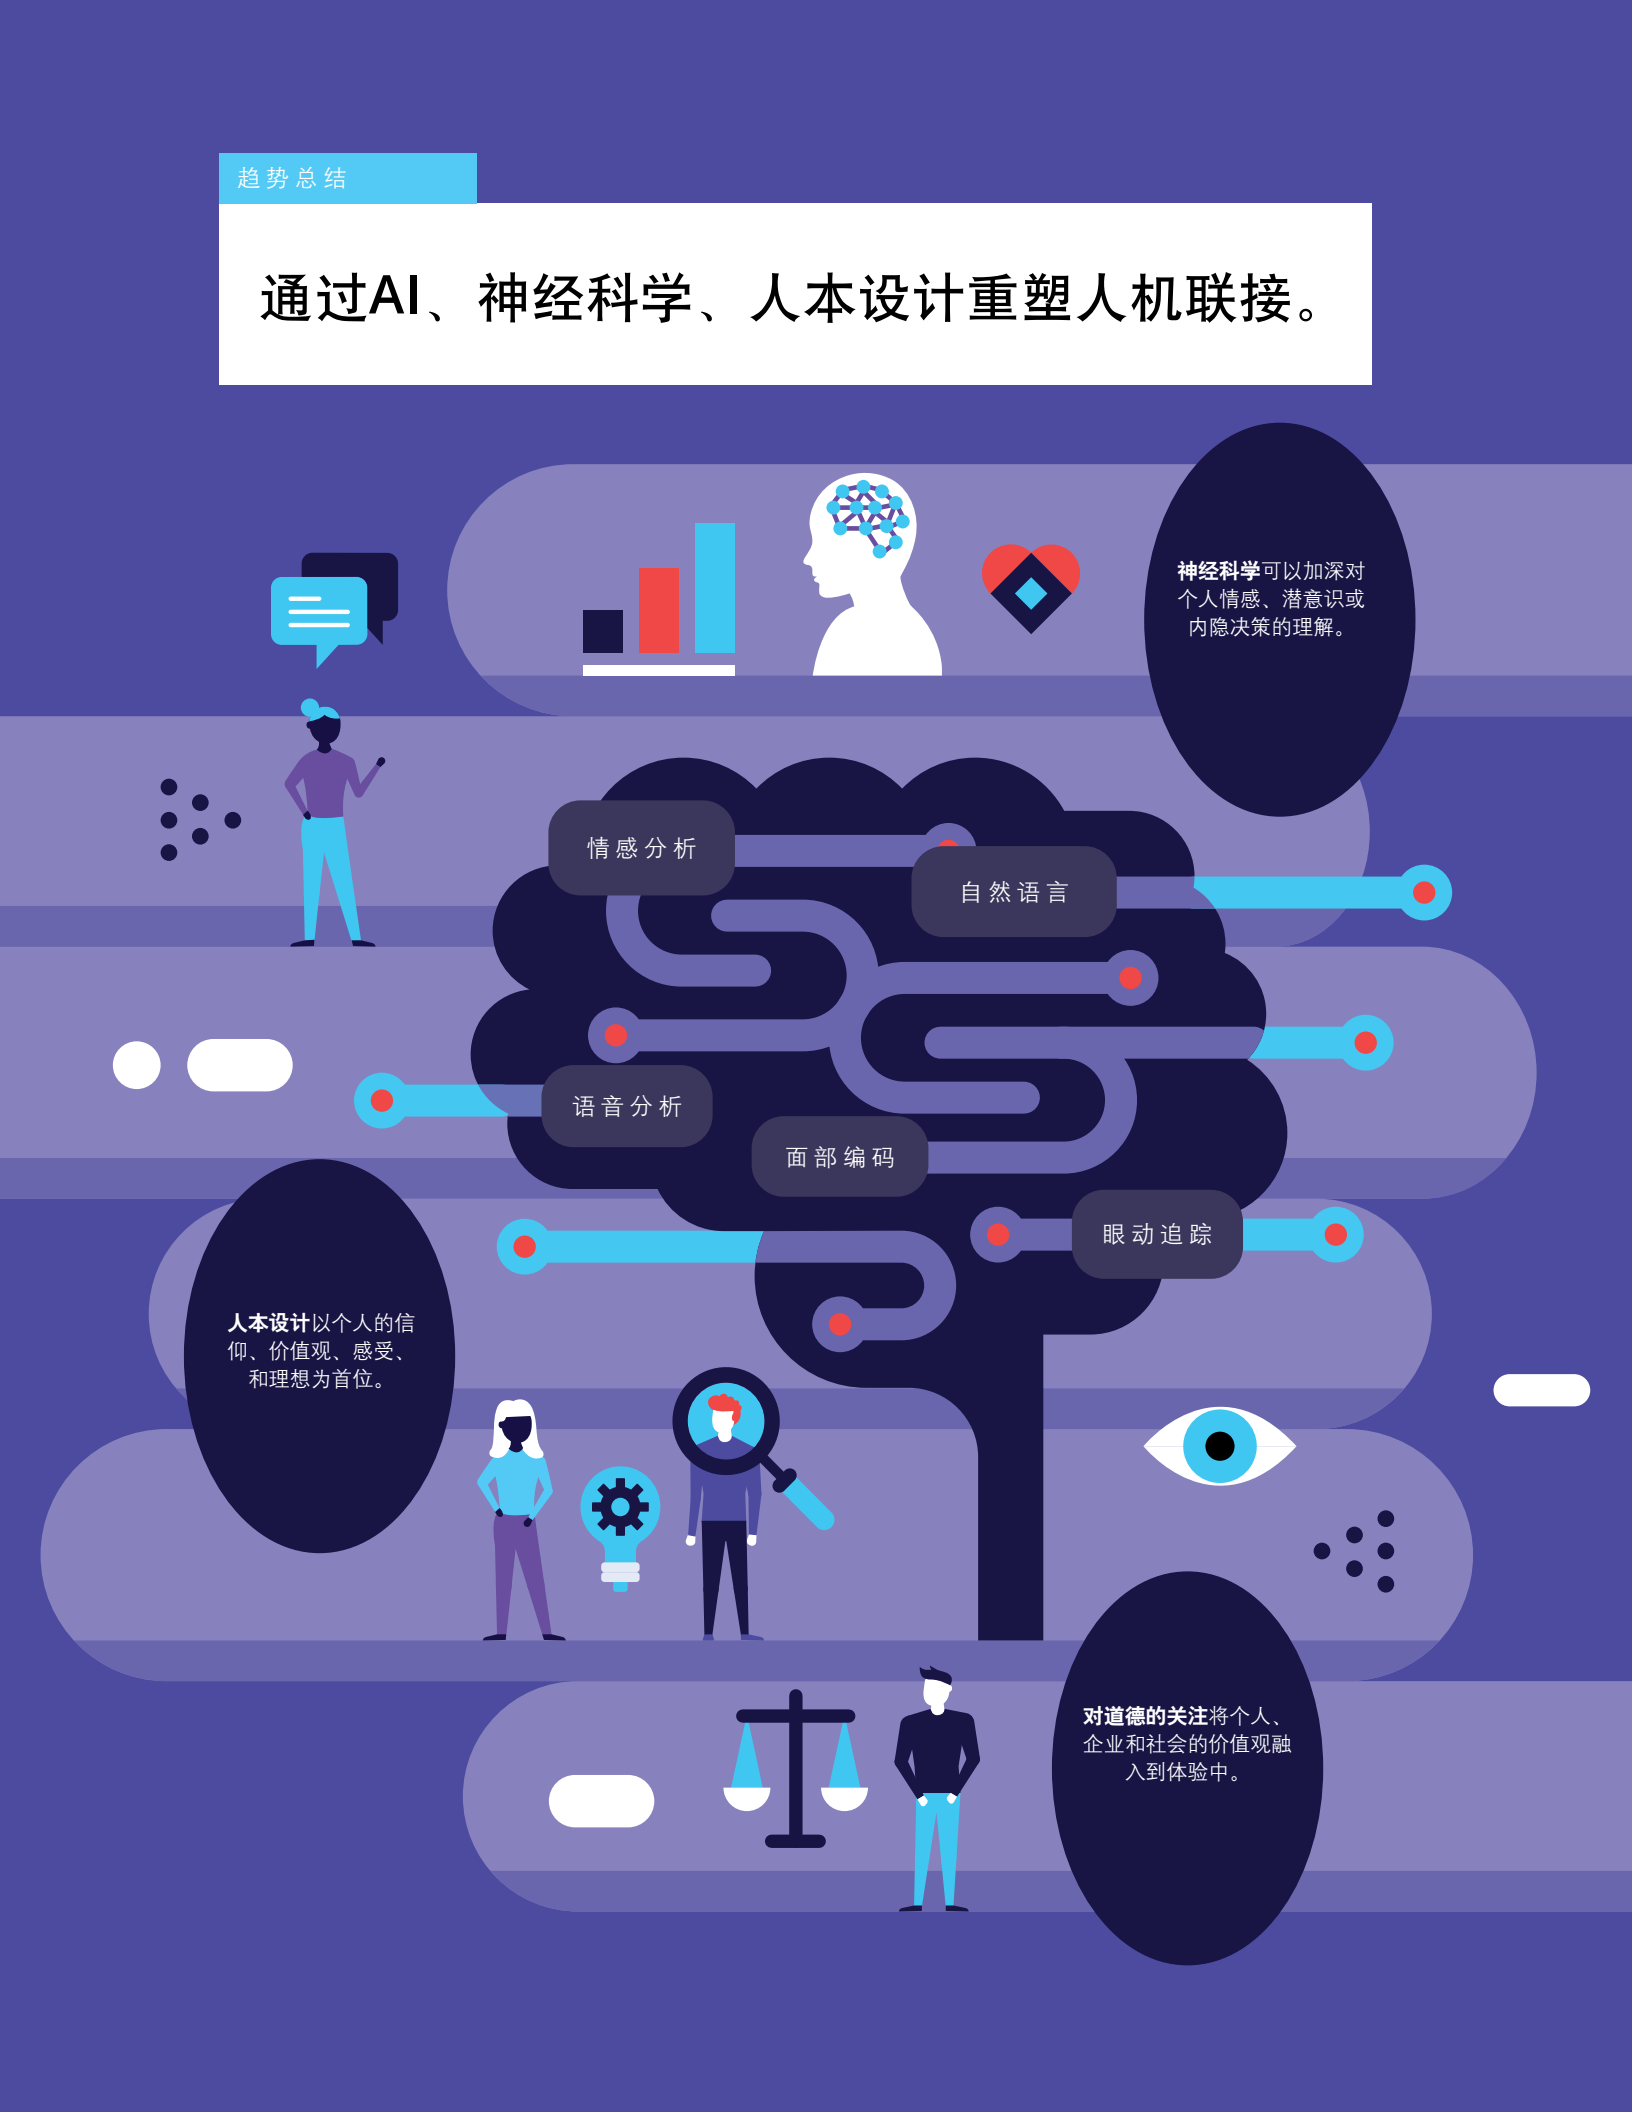 趋势总结
通过AI、神经科学、人本设计重塑人机联接。
神经科学可以加深对
个人情感、潜意识或
内隐决策的理解。
情感分析
自然语言
语音分析
面部编码
眼动追踪
人本设计以个人的信
仰、价值观、感受、
和理想为首位。
对道德的关注将个人、
企业和社会的价值观融
入到体验中。